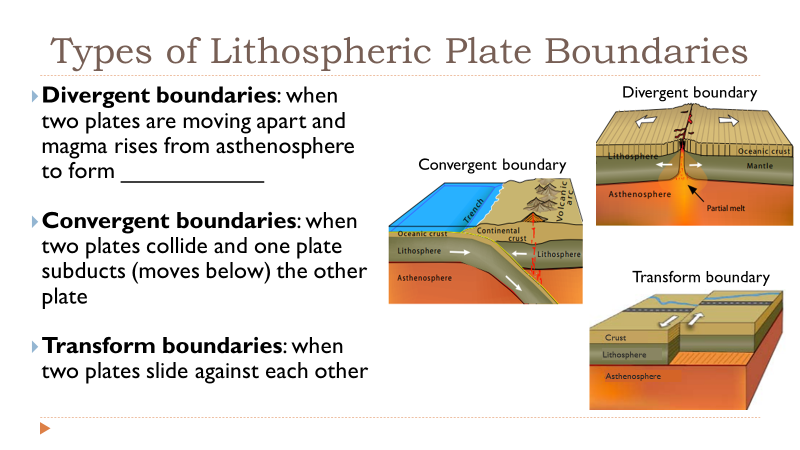 Types of Lithospheric Plate Boundaries
Divergent boundaries: when
two plates are moving apart and
magma rises from asthenosphere
to form ____________
Convergent boundaries: when
two plates collide and one plate
subducts (moves below) the other
plate
Transform boundaries: when
two plates slide against each other
Convergent boundary
Trench
Volcanic
arc
Oceanic crust
Continental
crust
Lithosphere
Lithosphere
Asthenosphere
Divergent boundary
Lithosphere
Oceanic crust
Mantle
Asthenosphere
Partial melt
Transform boundary
Crust
Lithosphere
Asthenosphere